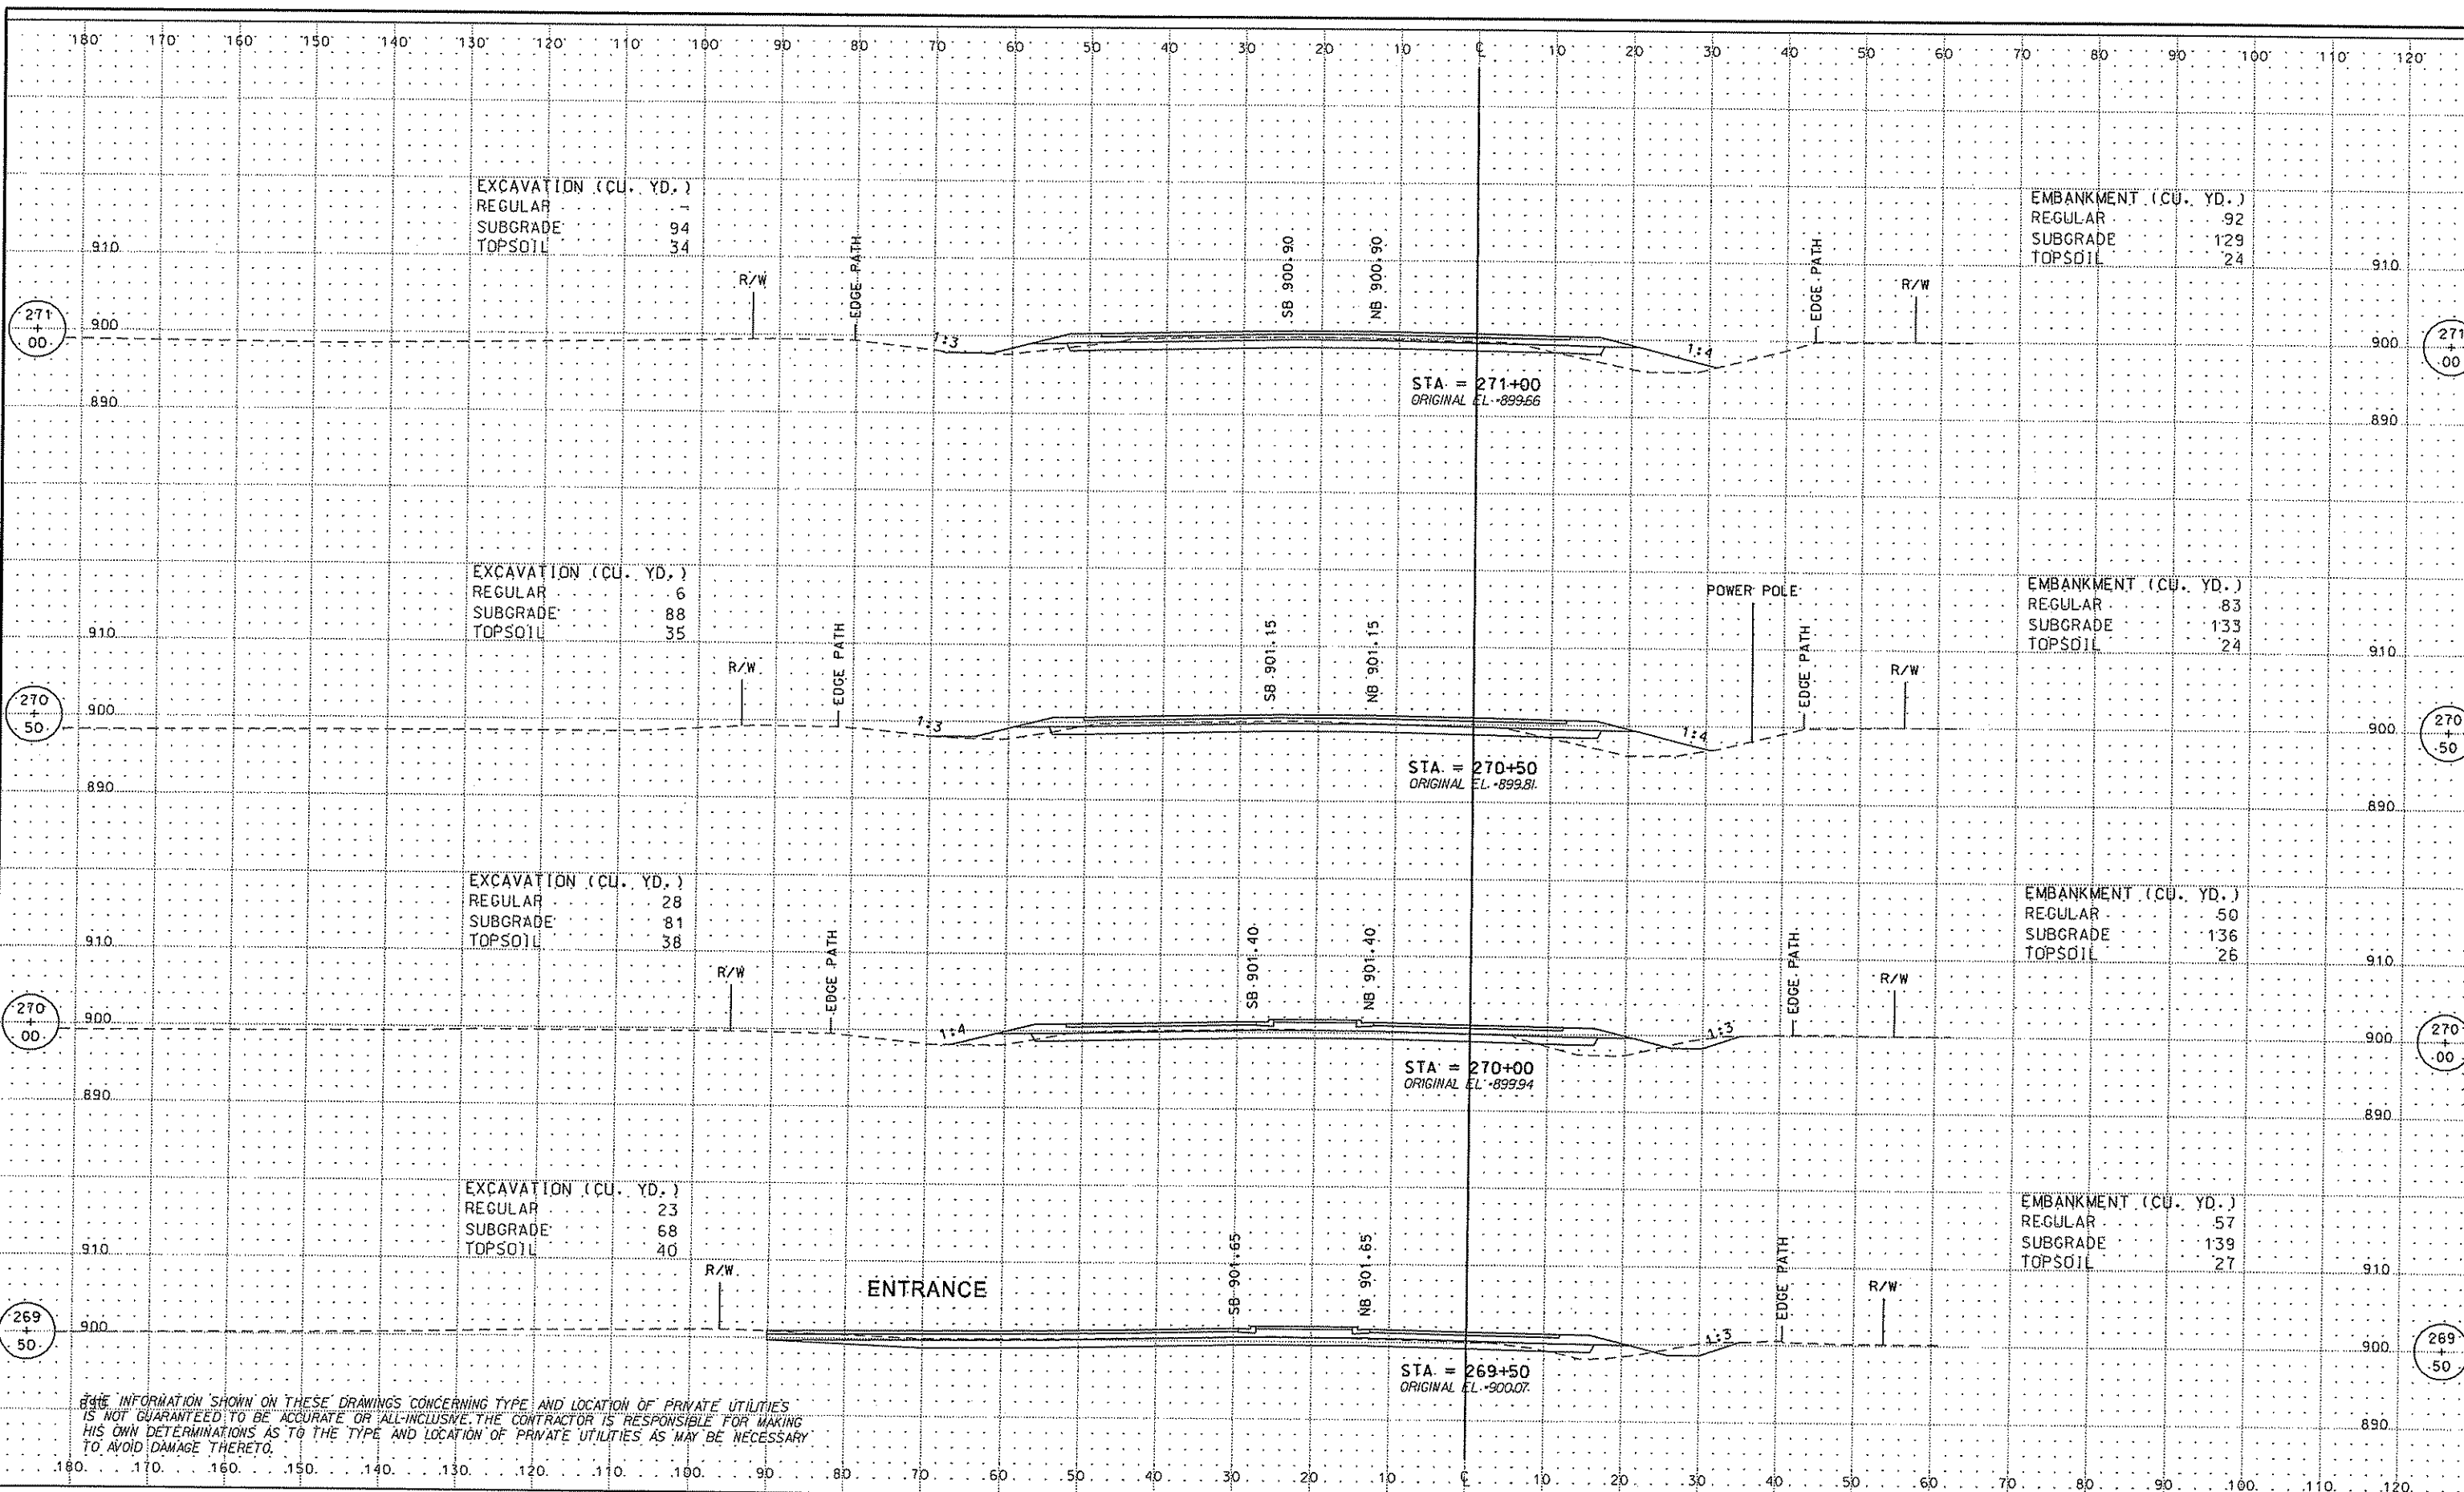 180 170 160 150 140 130 120 110 100 90 80 70 60 50 40 30 20 10 ℄ 10 20 30 40 50 60 70 80 90 100 110 120
EXCAVATION (CU. YD.)
REGULAR -
SUBGRADE 94
TOPSOIL 34
EMBANKMENT (CU. YD.)
REGULAR 92
SUBGRADE 129
TOPSOIL 24
910
910
R/W
EDGE PATH
SB 900.90
NB 900.90
EDGE PATH
R/W
271 + 00
900
900
271 + 00
1:3
1:4
STA. = 271+00
ORIGINAL EL.=899.66
890
890
EXCAVATION (CU. YD.)
REGULAR 6
SUBGRADE 88
TOPSOIL 35
POWER POLE
EMBANKMENT (CU. YD.)
REGULAR 83
SUBGRADE 133
TOPSOIL 24
910
910
R/W
EDGE PATH
SB 901.15
NB 901.15
EDGE PATH
R/W
270 + 50
900
900
270 + 50
1:3
1:4
STA. = 270+50
ORIGINAL EL.=899.81
890
890
EXCAVATION (CU. YD.)
REGULAR 28
SUBGRADE 81
TOPSOIL 38
EMBANKMENT (CU. YD.)
REGULAR 50
SUBGRADE 136
TOPSOIL 26
910
910
R/W
EDGE PATH
SB 901.40
NB 901.40
EDGE PATH
R/W
270 + 00
900
900
270 + 00
1:4
1:3
STA. = 270+00
ORIGINAL EL.=899.94
890
890
EXCAVATION (CU. YD.)
REGULAR 23
SUBGRADE 68
TOPSOIL 40
EMBANKMENT (CU. YD.)
REGULAR 57
SUBGRADE 139
TOPSOIL 27
910
910
R/W
ENTRANCE
SB 901.65
NB 901.65
EDGE PATH
R/W
269 + 50
900
900
269 + 50
1:3
STA. = 269+50
ORIGINAL EL.=900.07
890
890
THE INFORMATION SHOWN ON THESE DRAWINGS CONCERNING TYPE AND LOCATION OF PRIVATE UTILITIES
IS NOT GUARANTEED TO BE ACCURATE OR ALL-INCLUSIVE. THE CONTRACTOR IS RESPONSIBLE FOR MAKING
HIS OWN DETERMINATIONS AS TO THE TYPE AND LOCATION OF PRIVATE UTILITIES AS MAY BE NECESSARY
TO AVOID DAMAGE THERETO.
180 170 160 150 140 130 120 110 100 90 80 70 60 50 40 30 20 10 ℄ 10 20 30 40 50 60 70 80 90 100 110 120